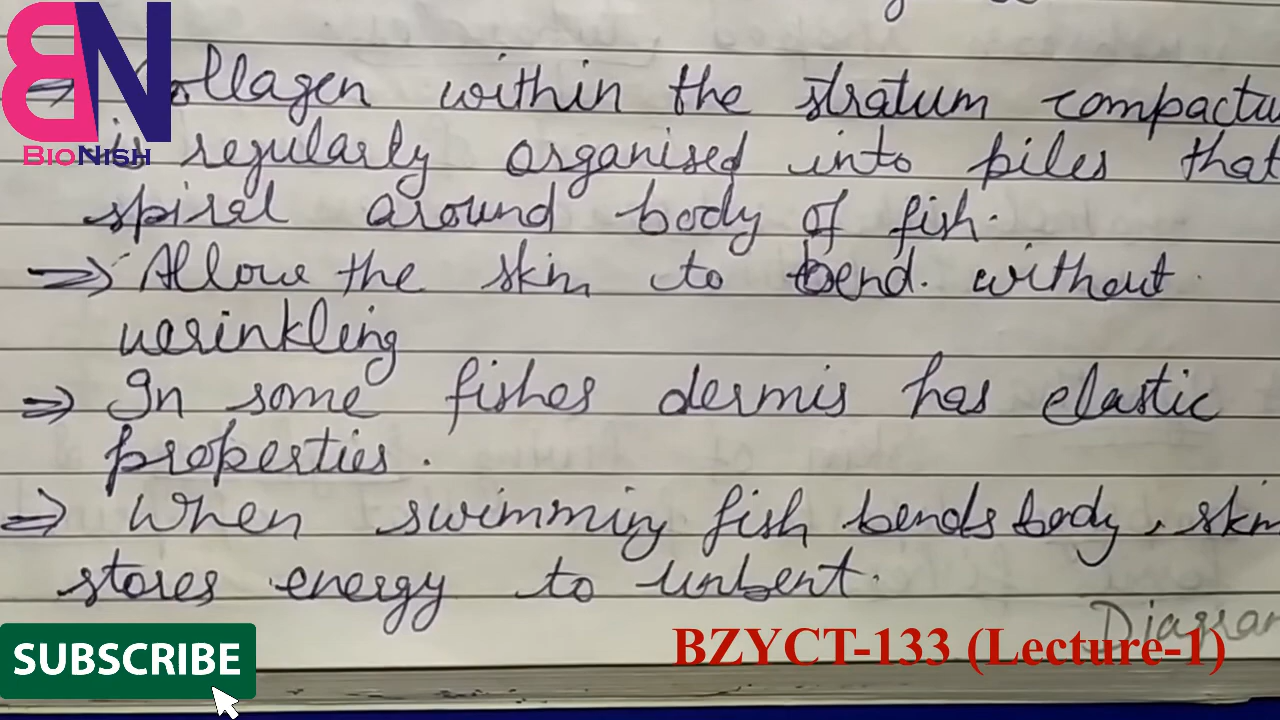 BN
BIONISH
⇒ Collagen within the stratum compactu
is regularly organised into piles that
spiral around body of fish.
⇒ Allow the skin to bend. without
wrinkling
⇒ In some fishes dermis has elastic
properties.
⇒ When swimming fish bends body, skin
stores energy to unbent.
Diagram
SUBSCRIBE
BZYCT-133 (Lecture-1)